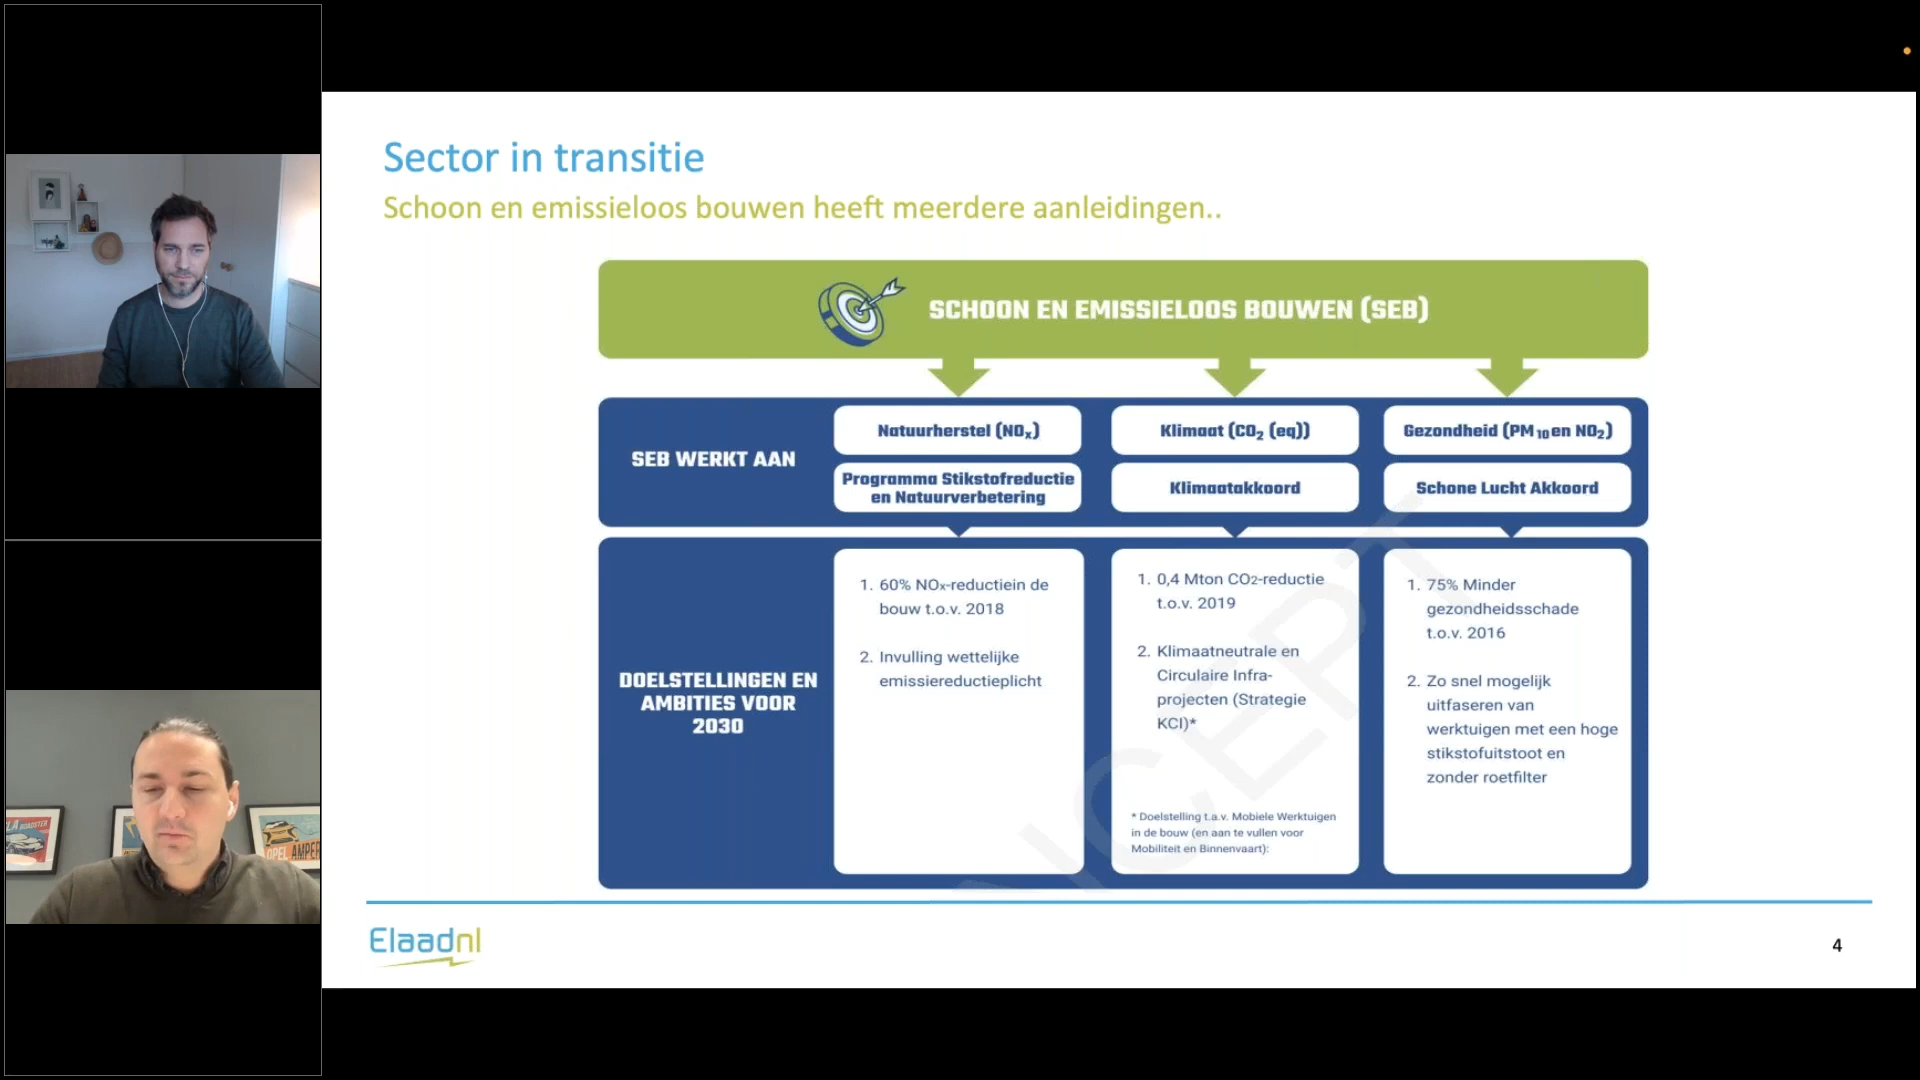 Sector in transitie
Schoon en emissieloos bouwen heeft meerdere aanleidingen..
SCHOON EN EMISSIELOOS BOUWEN (SEB)
SEB WERKT AAN
Natuurherstel (NOx)
Programma Stikstofreductie
en Natuurverbetering
Klimaat (CO2 (eq))
Klimaatakkoord
Gezondheid (PM10 en NO2)
Schone Lucht Akkoord
DOELSTELLINGEN EN
AMBITIES VOOR
2030
1. 60% NOx-reductiein de
bouw t.o.v. 2018
2. Invulling wettelijke
emissiereductieplicht
1. 0,4 Mton CO2-reductie
t.o.v. 2019
2. Klimaatneutrale en
Circulaire Infra-
projecten (Strategie
KCI)*
* Doelstelling t.a.v. Mobiele Werktuigen
in de bouw (en aan te vullen voor
Mobiliteit en Binnenvaart):
1. 75% Minder
gezondheidsschade
t.o.v. 2016
2. Zo snel mogelijk
uitfaseren van
werktuigen met een hoge
stikstofuitstoot en
zonder roetfilter
Elaadnl
4
ROADSTER
OPEL AMPER